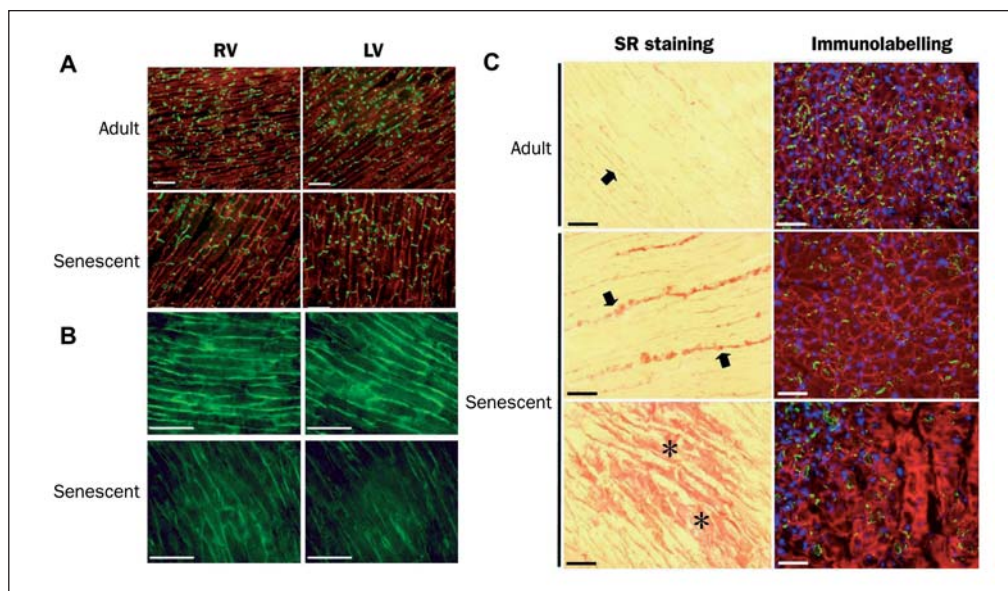 A
RV
LV
Adult
Senescent
B
Senescent
C
SR staining
Immunolabelling
Adult
Senescent
*
*